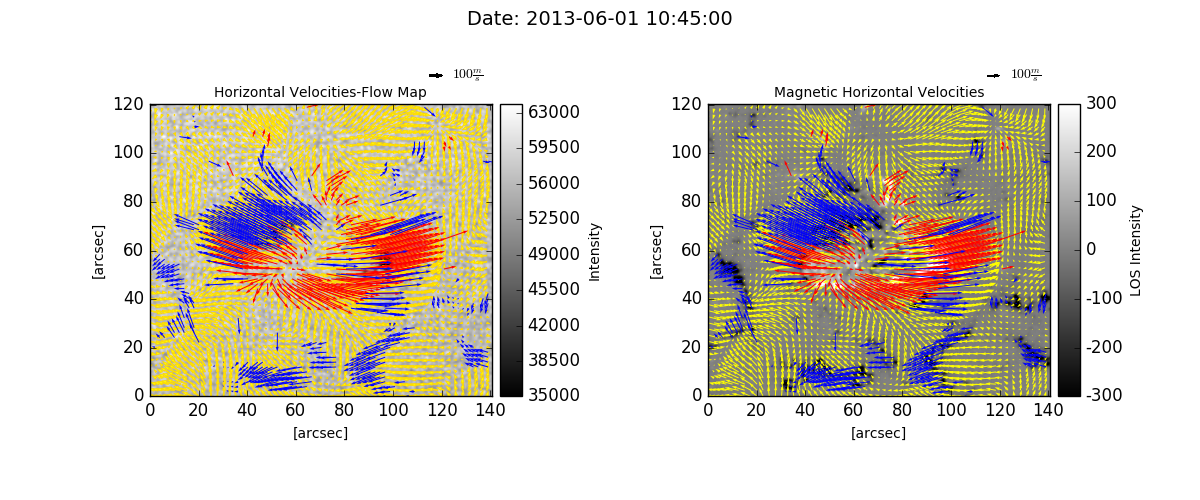 Date: 2013-06-01 10:45:00
100 m/s
Horizontal Velocities-Flow Map
120
100
80
60
40
20
0
[arcsec]
0 20 40 60 80 100 120 140
[arcsec]
63000
59500
56000
52500
49000
45500
42000
38500
35000
Intensity
100 m/s
Magnetic Horizontal Velocities
120
100
80
60
40
20
0
[arcsec]
0 20 40 60 80 100 120 140
[arcsec]
300
200
100
0
-100
-200
-300
LOS Intensity